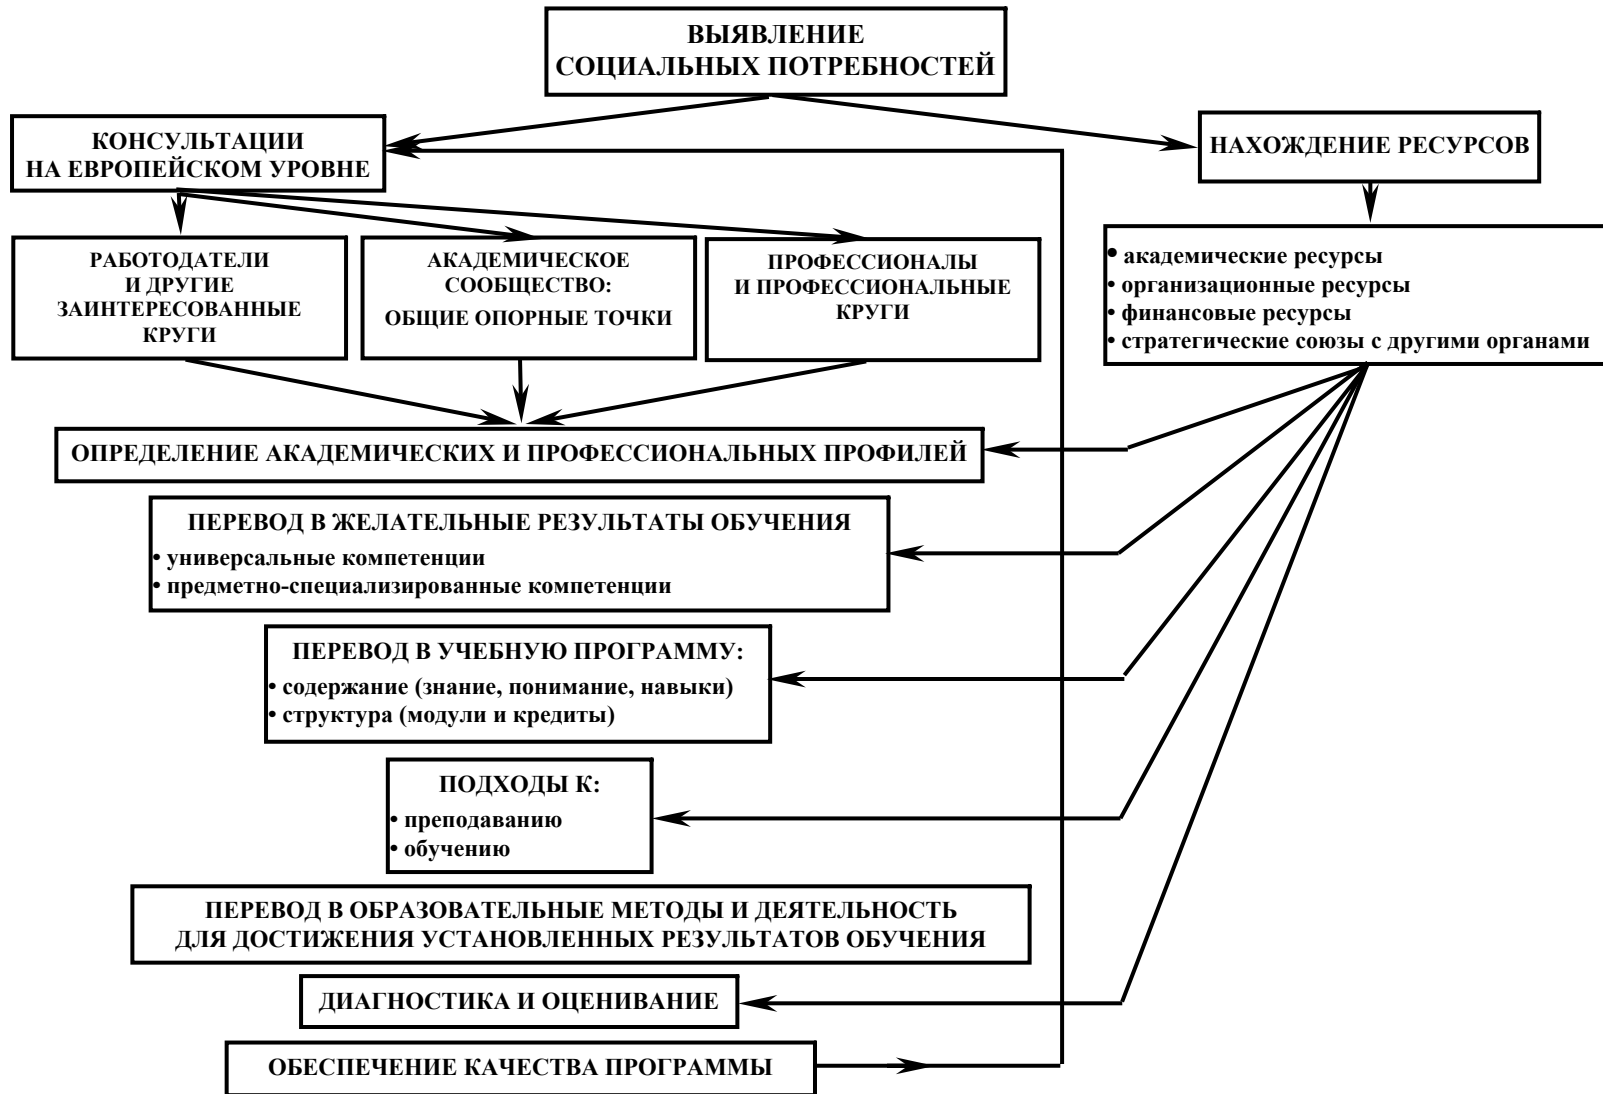 ВЫЯВЛЕНИЕ
СОЦИАЛЬНЫХ ПОТРЕБНОСТЕЙ
КОНСУЛЬТАЦИИ
НА ЕВРОПЕЙСКОМ УРОВНЕ
НАХОЖДЕНИЕ РЕСУРСОВ
РАБОТОДАТЕЛИ
И ДРУГИЕ
ЗАИНТЕРЕСОВАННЫЕ
КРУГИ
АКАДЕМИЧЕСКОЕ
СООБЩЕСТВО:
ОБЩИЕ ОПОРНЫЕ ТОЧКИ
ПРОФЕССИОНАЛЫ
И ПРОФЕССИОНАЛЬНЫЕ
КРУГИ
• академические ресурсы
• организационные ресурсы
• финансовые ресурсы
• стратегические союзы с другими органами
ОПРЕДЕЛЕНИЕ АКАДЕМИЧЕСКИХ И ПРОФЕССИОНАЛЬНЫХ ПРОФИЛЕЙ
ПЕРЕВОД В ЖЕЛАТЕЛЬНЫЕ РЕЗУЛЬТАТЫ ОБУЧЕНИЯ
• универсальные компетенции
• предметно-специализированные компетенции
ПЕРЕВОД В УЧЕБНУЮ ПРОГРАММУ:
• содержание (знание, понимание, навыки)
• структура (модули и кредиты)
ПОДХОДЫ К:
• преподаванию
• обучению
ПЕРЕВОД В ОБРАЗОВАТЕЛЬНЫЕ МЕТОДЫ И ДЕЯТЕЛЬНОСТЬ
ДЛЯ ДОСТИЖЕНИЯ УСТАНОВЛЕННЫХ РЕЗУЛЬТАТОВ ОБУЧЕНИЯ
ДИАГНОСТИКА И ОЦЕНИВАНИЕ
ОБЕСПЕЧЕНИЕ КАЧЕСТВА ПРОГРАММЫ